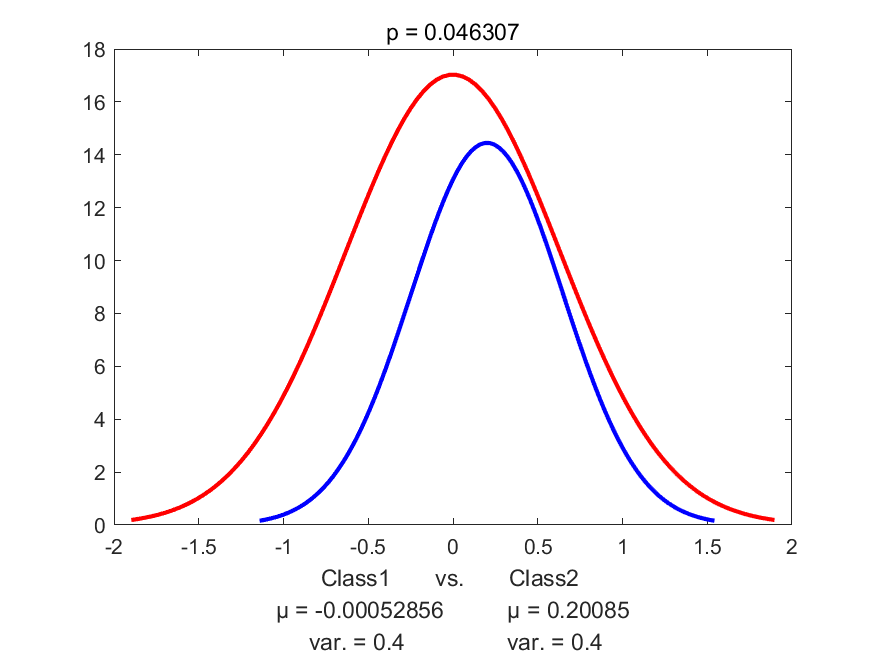 p = 0.046307
18
16
14
12
10
8
6
4
2
0
-2 -1.5 -1 -0.5 0 0.5 1 1.5 2
Class1 vs. Class2
μ = -0.00052856 μ = 0.20085
var. = 0.4 var. = 0.4